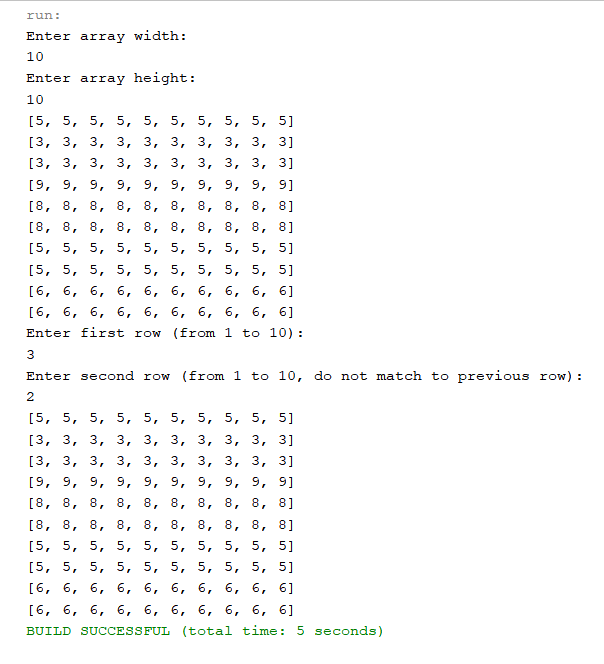 run:
Enter array width:
10
Enter array height:
10
[5, 5, 5, 5, 5, 5, 5, 5, 5, 5]
[3, 3, 3, 3, 3, 3, 3, 3, 3, 3]
[3, 3, 3, 3, 3, 3, 3, 3, 3, 3]
[9, 9, 9, 9, 9, 9, 9, 9, 9, 9]
[8, 8, 8, 8, 8, 8, 8, 8, 8, 8]
[8, 8, 8, 8, 8, 8, 8, 8, 8, 8]
[5, 5, 5, 5, 5, 5, 5, 5, 5, 5]
[5, 5, 5, 5, 5, 5, 5, 5, 5, 5]
[6, 6, 6, 6, 6, 6, 6, 6, 6, 6]
[6, 6, 6, 6, 6, 6, 6, 6, 6, 6]
Enter first row (from 1 to 10):
3
Enter second row (from 1 to 10, do not match to previous row):
2
[5, 5, 5, 5, 5, 5, 5, 5, 5, 5]
[3, 3, 3, 3, 3, 3, 3, 3, 3, 3]
[3, 3, 3, 3, 3, 3, 3, 3, 3, 3]
[9, 9, 9, 9, 9, 9, 9, 9, 9, 9]
[8, 8, 8, 8, 8, 8, 8, 8, 8, 8]
[8, 8, 8, 8, 8, 8, 8, 8, 8, 8]
[5, 5, 5, 5, 5, 5, 5, 5, 5, 5]
[5, 5, 5, 5, 5, 5, 5, 5, 5, 5]
[6, 6, 6, 6, 6, 6, 6, 6, 6, 6]
[6, 6, 6, 6, 6, 6, 6, 6, 6, 6]
BUILD SUCCESSFUL (total time: 5 seconds)